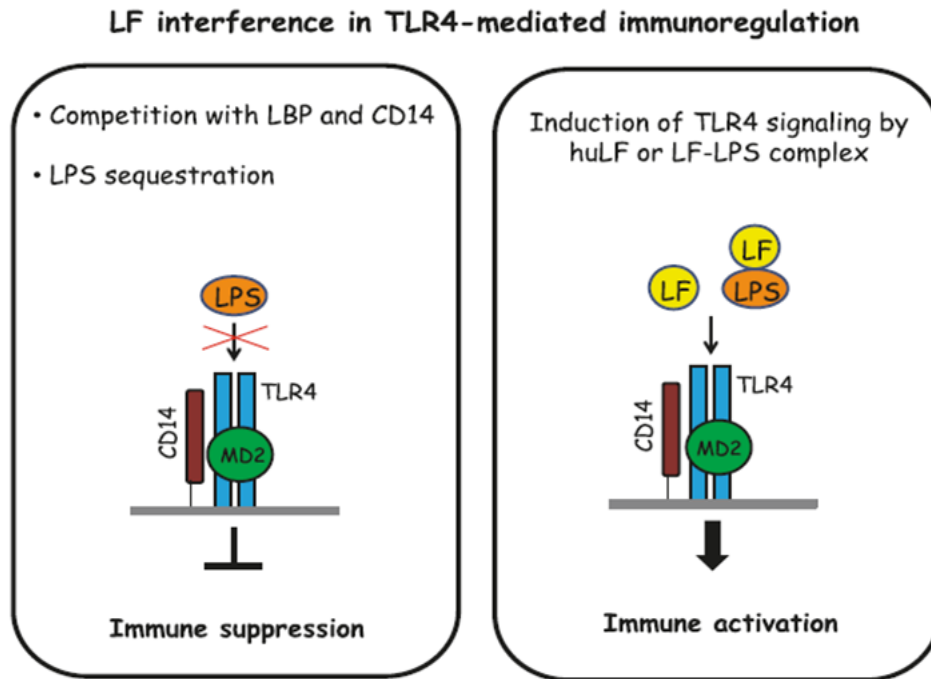 LF interference in TLR4-mediated immunoregulation
• Competition with LBP and CD14
• LPS sequestration
LPS
TLR4
CD14
MD2
Immune suppression
Induction of TLR4 signaling by
huLF or LF-LPS complex
LF
LF
LPS
TLR4
CD14
MD2
Immune activation